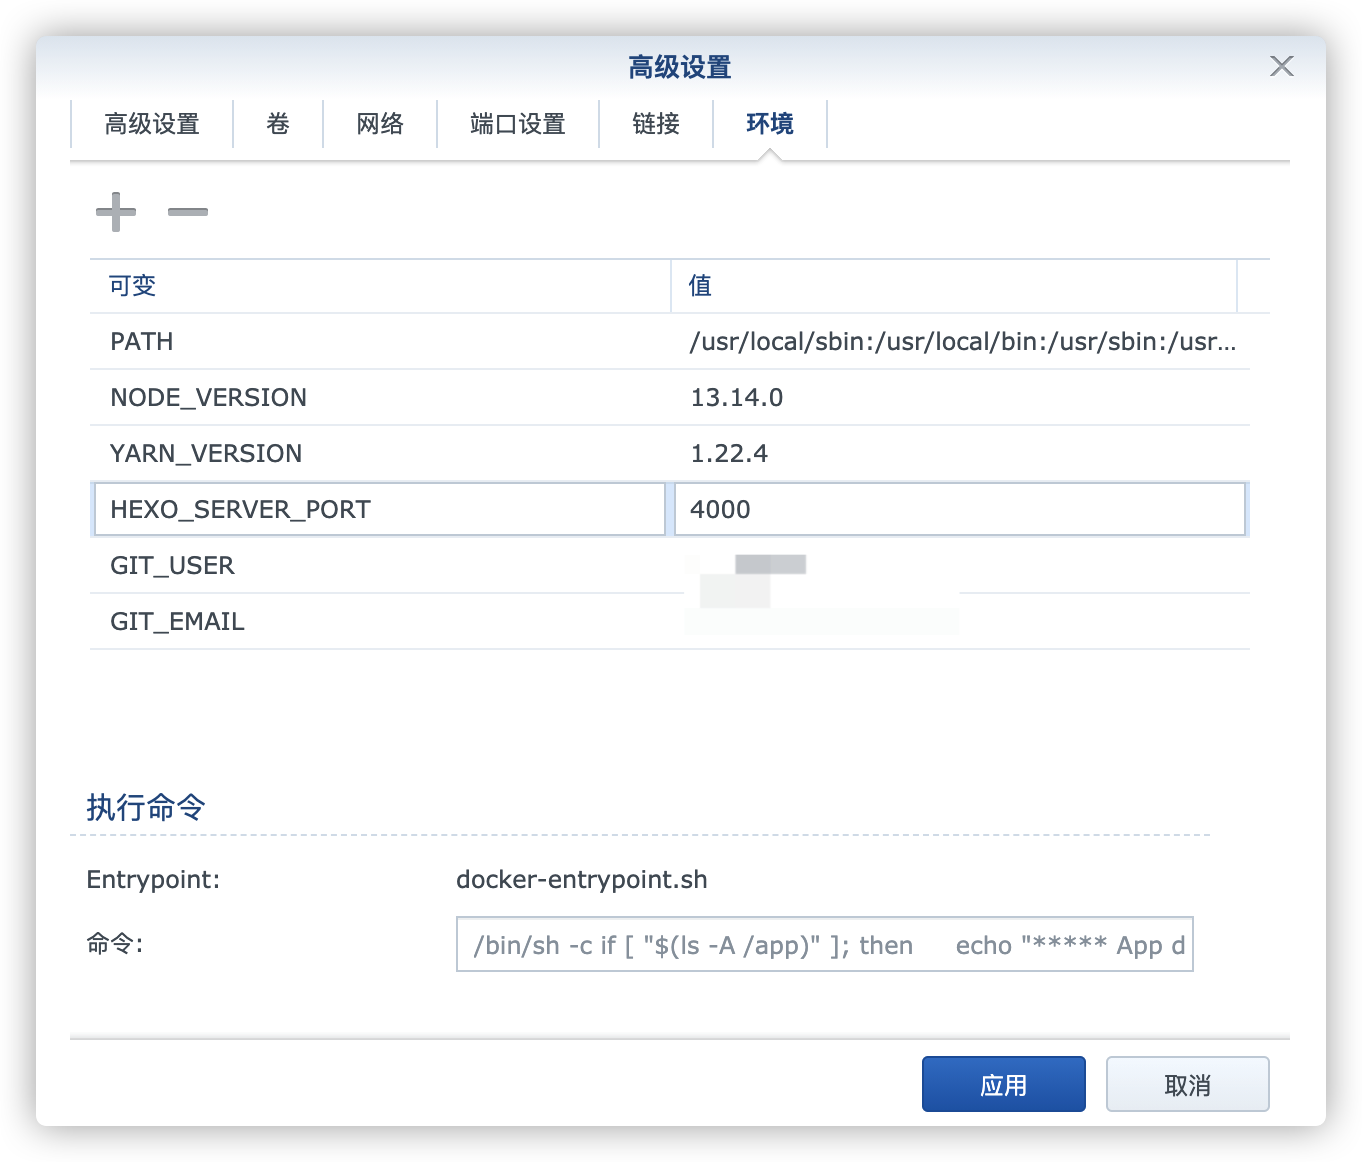 高级设置
高级设置 卷 网络 端口设置 链接 环境
可变 值
PATH /usr/local/sbin:/usr/local/bin:/usr/sbin:/usr...
NODE_VERSION 13.14.0
YARN_VERSION 1.22.4
HEXO_SERVER_PORT 4000
GIT_USER
GIT_EMAIL
执行命令
Entrypoint: docker-entrypoint.sh
命令: /bin/sh -c if [ "$(ls -A /app)" ]; then echo "***** App d
应用 取消